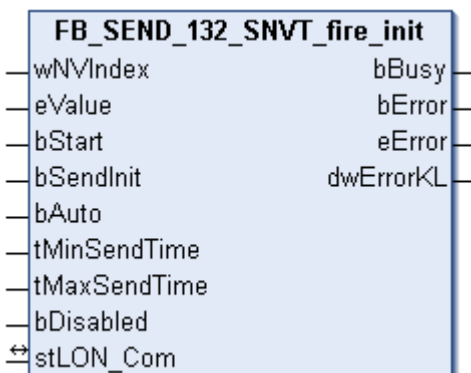 FB_SEND_132_SNVT_fire_init
wNVIndex bBusy
eValue bError
bStart eError
bSendInit dwErrorKL
bAuto
tMinSendTime
tMaxSendTime
bDisabled
stLON_Com